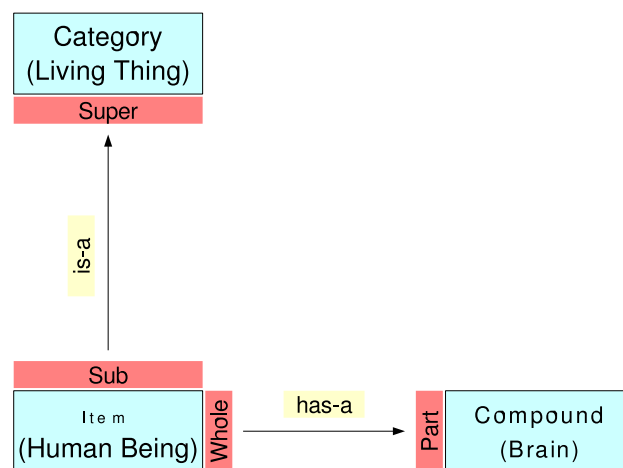 Category
(Living Thing)
Super
is-a
Sub
Item
(Human Being)
Whole
has-a
Part
Compound
(Brain)